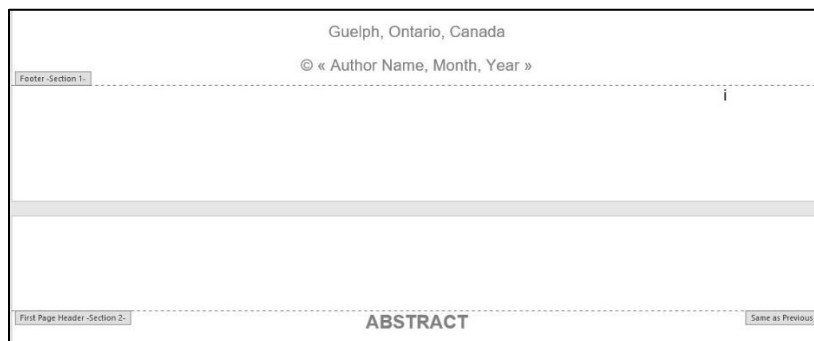 Guelph, Ontario, Canada
© « Author Name, Month, Year »
Footer -Section 1-
i
First Page Header -Section 2-
ABSTRACT
Same as Previous